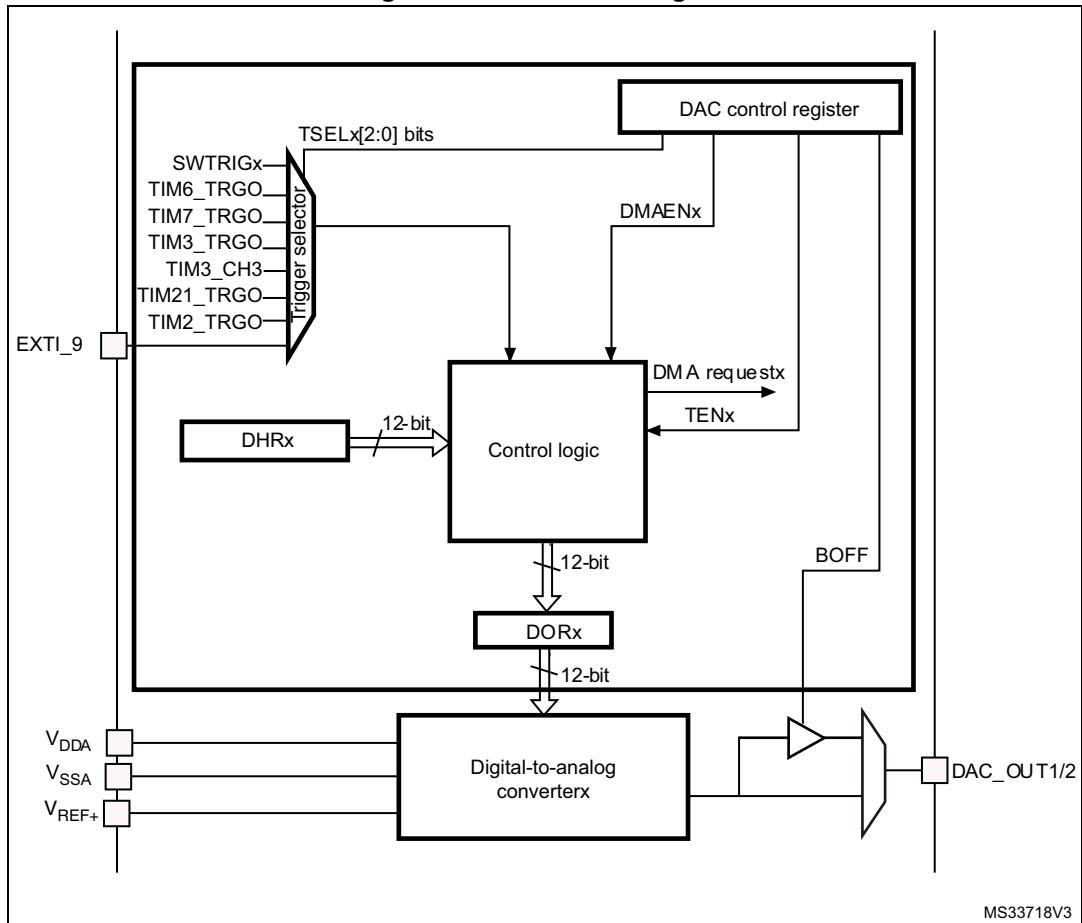 DAC control register
TSELx[2:0] bits
SWTRIGx
TIM6_TRGO
TIM7_TRGO
TIM3_TRGO
TIM3_CH3
TIM21_TRGO
TIM2_TRGO
Trigger selector
DMAENx
EXTI_9
DMA requestx
TENx
DHRx
12-bit
Control logic
12-bit
BOFF
DORx
12-bit
VDDA
VSSA
VREF+
Digital-to-analog
converterx
DAC_OUT1/2
MS33718V3